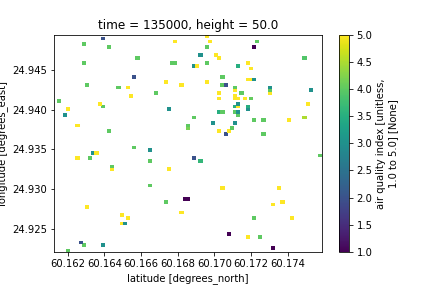 time = 135000, height = 50.0
24.945
24.940
24.935
24.930
24.925
longitude [degrees_east]
60.162 60.164 60.166 60.168 60.170 60.172 60.174
latitude [degrees_north]
5.0
4.5
4.0
3.5
3.0
2.5
2.0
1.5
1.0
air quality index [unitless,
1.0 to 5.0] [None]